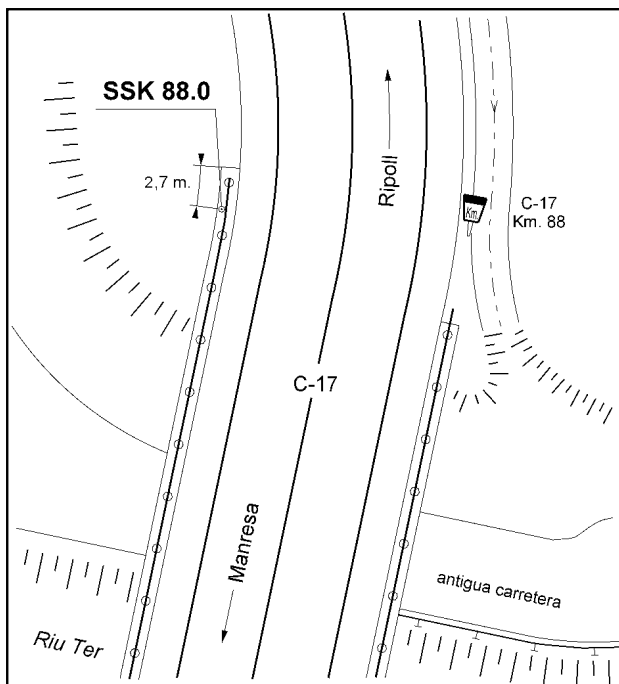 SSK 88.0
2,7 m.
Ripoll
Km.
C-17
Km. 88
C-17
Manresa
antigua carretera
Riu Ter